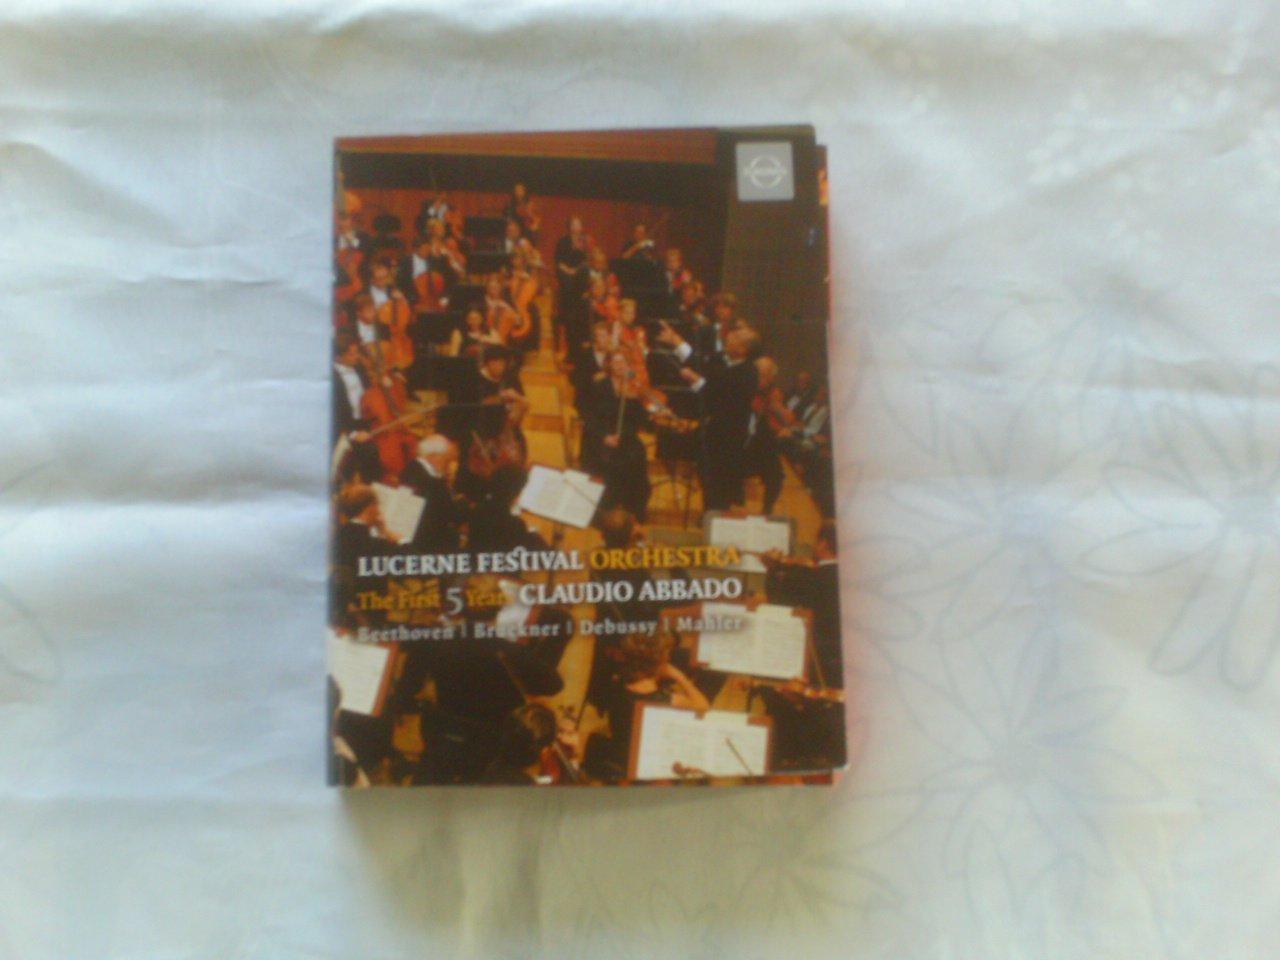 LUCERNE FESTIVAL ORCHESTRA
The First 5 Years CLAUDIO ABBADO
Beethoven | Bruckner | Debussy | Mahler